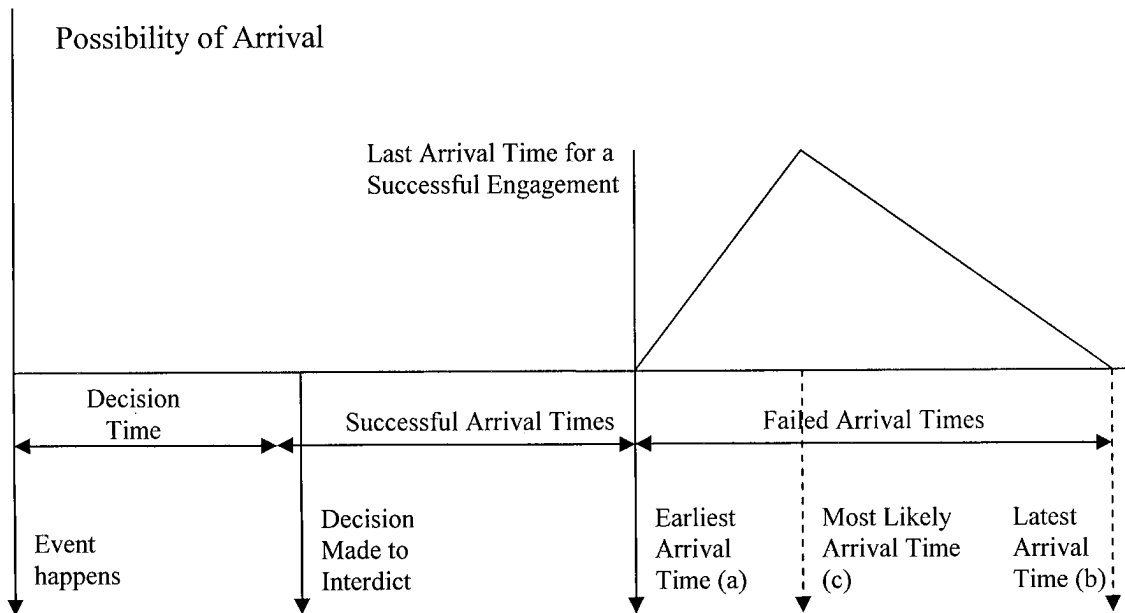 Possibility of Arrival
Last Arrival Time for a
Successful Engagement
Decision
Time
Successful Arrival Times
Failed Arrival Times
Event
happens
Decision
Made to
Interdict
Earliest
Arrival
Time (a)
Most Likely
Arrival Time
(c)
Latest
Arrival
Time (b)